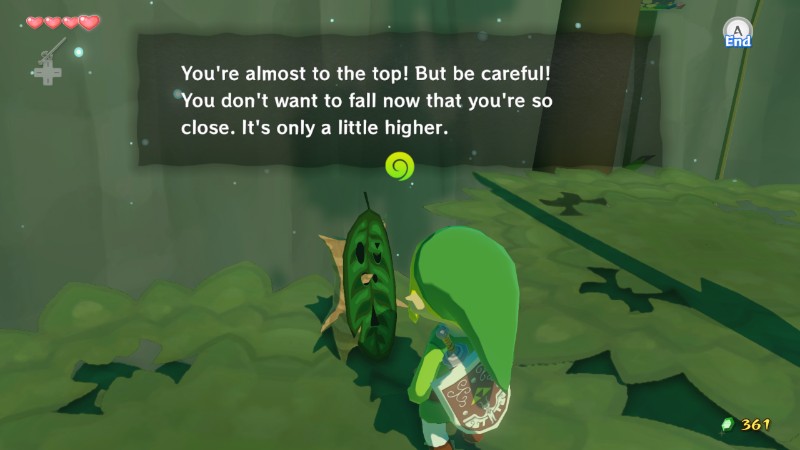 A
End
You're almost to the top! But be careful!
You don't want to fall now that you're so
close. It's only a little higher.
361